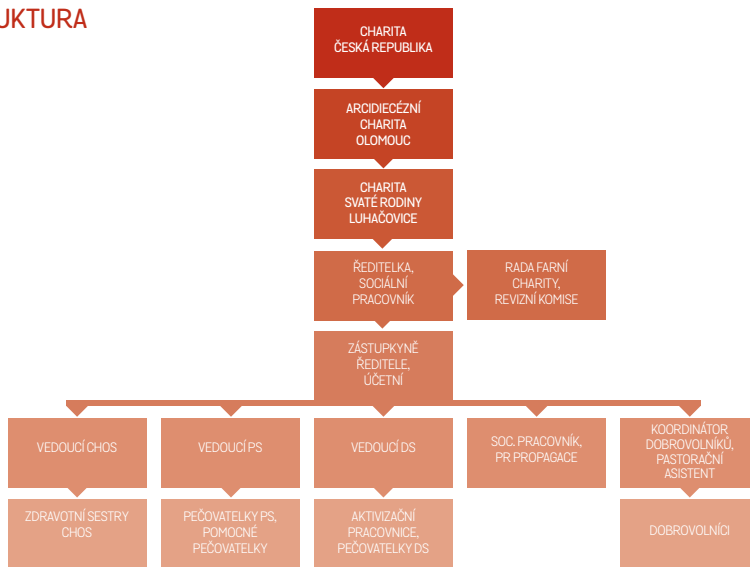 UKTURA
CHARITA
ČESKÁ REPUBLIKA
ARCIDIECÉZNÍ
CHARITA
OLOMOUC
CHARITA
SVATÉ RODINY
LUHAČOVICE
ŘEDITELKA,
SOCIÁLNÍ
PRACOVNÍK
RADA FARNÍ
CHARITY,
REVIZNÍ KOMISE
ZÁSTUPKYNĚ
ŘEDITELE,
ÚČETNÍ
VEDOUCÍ CHOS
VEDOUCÍ PS
VEDOUCÍ DS
SOC. PRACOVNÍK,
PR PROPAGACE
KOORDINÁTOR
DOBROVOLNÍKŮ,
PASTORAČNÍ
ASISTENT
ZDRAVOTNÍ SESTRY
CHOS
PEČOVATELKY PS,
POMOCNÉ
PEČOVATELKY
AKTIVIZAČNÍ
PRACOVNICE,
PEČOVATELKY DS
DOBROVOLNÍCI